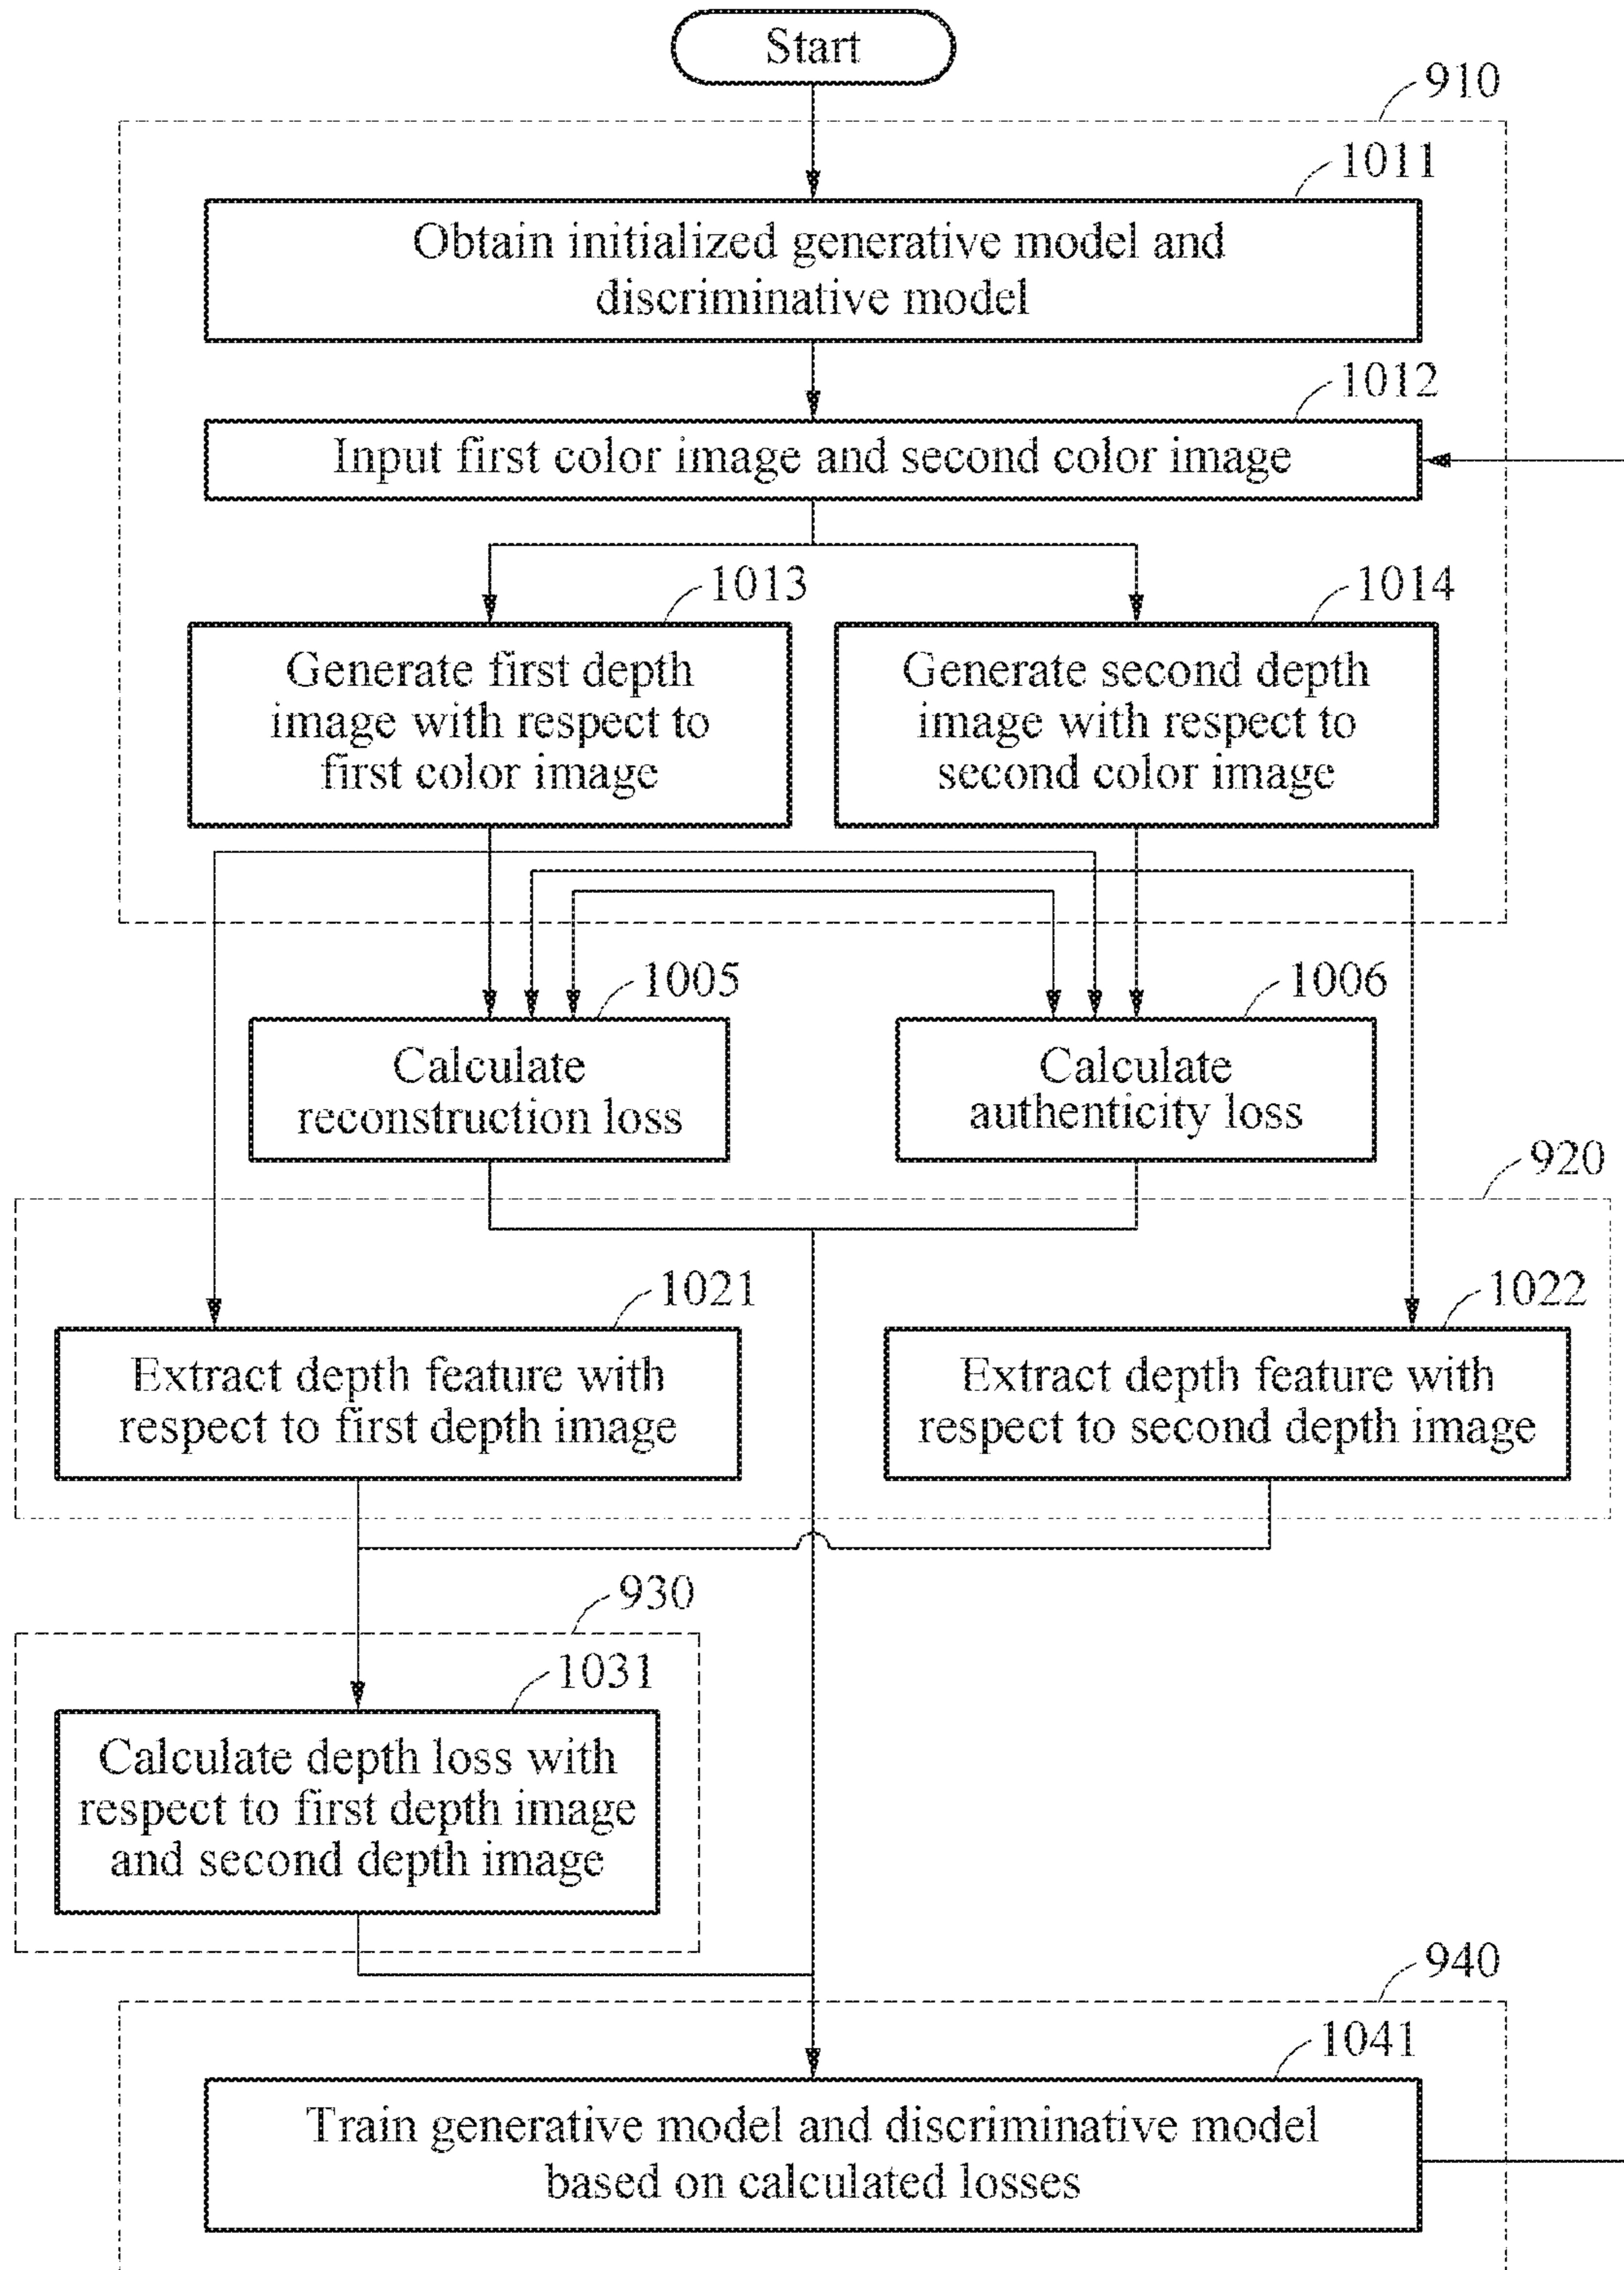 Start
910
1011
Obtain initialized generative model and
discriminative model
1012
Input first color image and second color image
1013
Generate first depth
image with respect to
first color image
1014
Generate second depth
image with respect to
second color image
1005
Calculate
reconstruction loss
1006
Calculate
authenticity loss
920
1021
Extract depth feature with
respect to first depth image
1022
Extract depth feature with
respect to second depth image
930
1031
Calculate depth loss with
respect to first depth image
and second depth image
940
1041
Train generative model and discriminative model
based on calculated losses